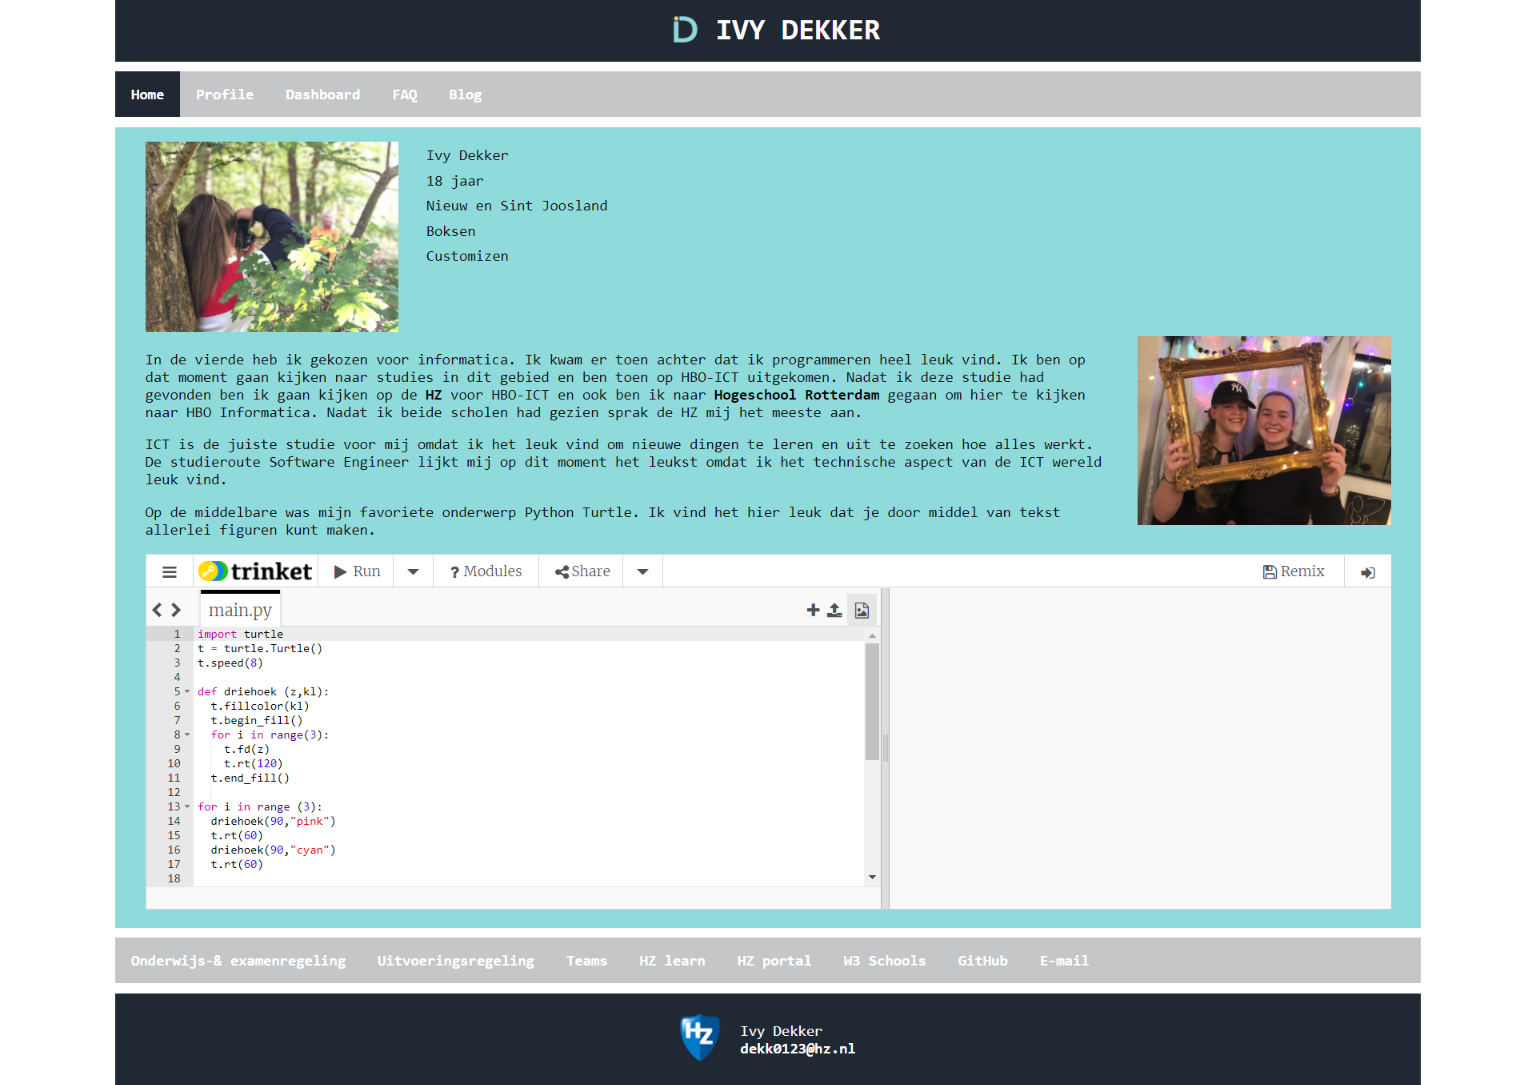 IVY DEKKER
Home Profile Dashboard FAQ Blog
Ivy Dekker
18 jaar
Nieuw en Sint Joosland
Boksen
Customizen
In de vierde heb ik gekozen voor informatica. Ik kwam er toen achter dat ik programmeren heel leuk vind. Ik ben op
dat moment gaan kijken naar studies in dit gebied en ben toen op HBO-ICT uitgekomen. Nadat ik deze studie had
gevonden ben ik gaan kijken op de HZ voor HBO-ICT en ook ben ik naar Hogeschool Rotterdam gegaan om hier te kijken
naar HBO Informatica. Nadat ik beide scholen had gezien sprak de HZ mij het meeste aan.
ICT is de juiste studie voor mij omdat ik het leuk vind om nieuwe dingen te leren en uit te zoeken hoe alles werkt.
De studieroute Software Engineer lijkt mij op dit moment het leukst omdat ik het technische aspect van de ICT wereld
leuk vind.
Op de middelbare was mijn favoriete onderwerp Python Turtle. Ik vind het hier leuk dat je door middel van tekst
allerlei figuren kunt maken.
trinket Run ? Modules Share Remix
main.py
1 import turtle
2 t = turtle.Turtle()
3 t.speed(8)
4
5 def driehoek (z,kl):
6 t.fillcolor(kl)
7 t.begin_fill()
8 for i in range(3):
9 t.fd(z)
10 t.rt(120)
11 t.end_fill()
12
13 for i in range (3):
14 driehoek(90,"pink")
15 t.rt(60)
16 driehoek(90,"cyan")
17 t.rt(60)
18
Onderwijs-& examenregeling Uitvoeringsregeling Teams HZ learn HZ portal W3 Schools GitHub E-mail
HZ
Ivy Dekker
dekk0123@hz.nl